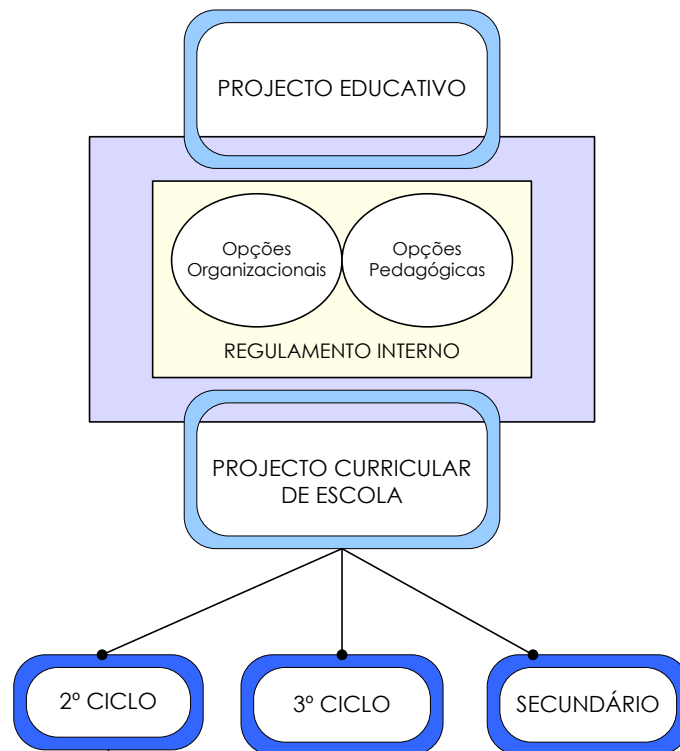 PROJECTO EDUCATIVO
Opções
Organizacionais
Opções
Pedagógicas
REGULAMENTO INTERNO
PROJECTO CURRICULAR
DE ESCOLA
2º CICLO
3º CICLO
SECUNDÁRIO